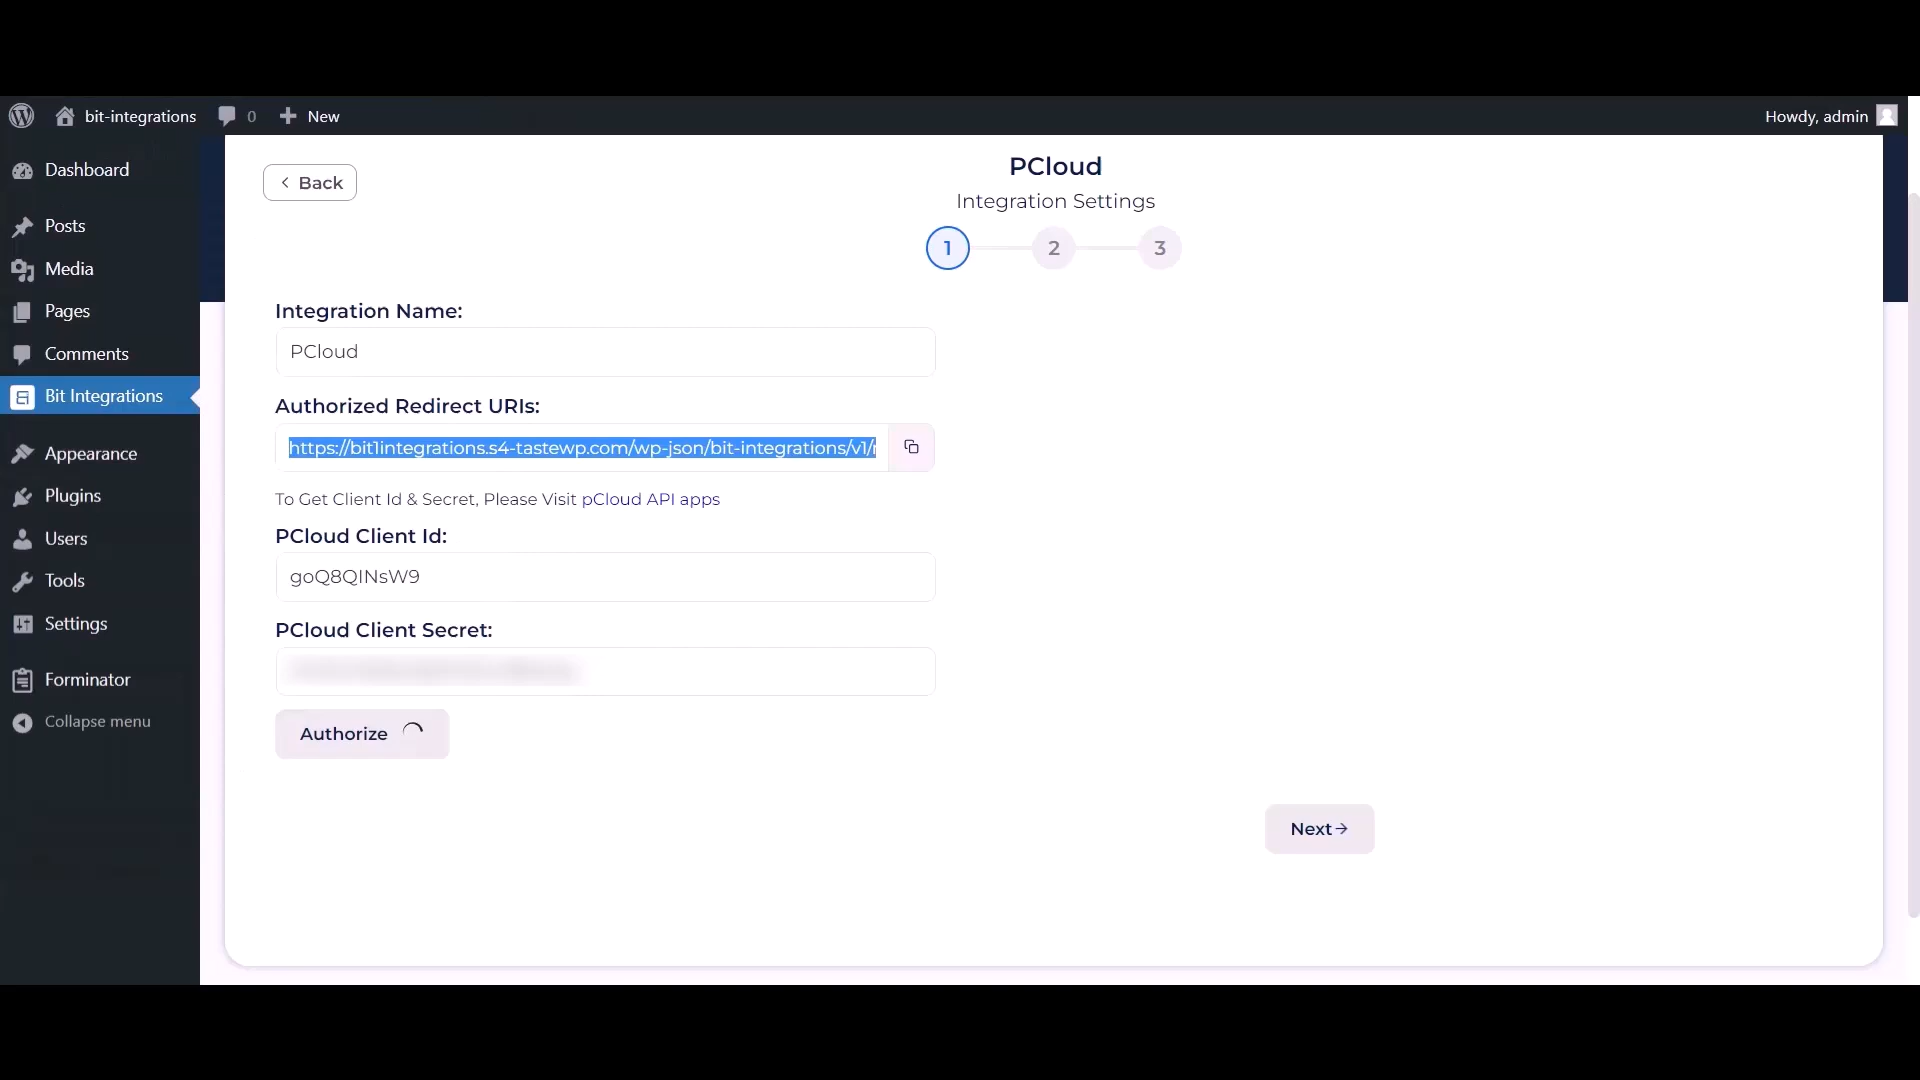 bit-integrations
0
New
Howdy, admin
Dashboard
Posts
Media
Pages
Comments
Bit Integrations
Appearance
Plugins
Users
Tools
Settings
Forminator
Collapse menu
Back
PCloud
Integration Settings
1
2
3
Integration Name:
PCloud
Authorized Redirect URIs:
https://bit1integrations.s4-tastewp.com/wp-json/bit-integrations/v1/r
To Get Client Id & Secret, Please Visit pCloud API apps
PCloud Client Id:
goQ8QINsW9
PCloud Client Secret:
Authorize
Next→